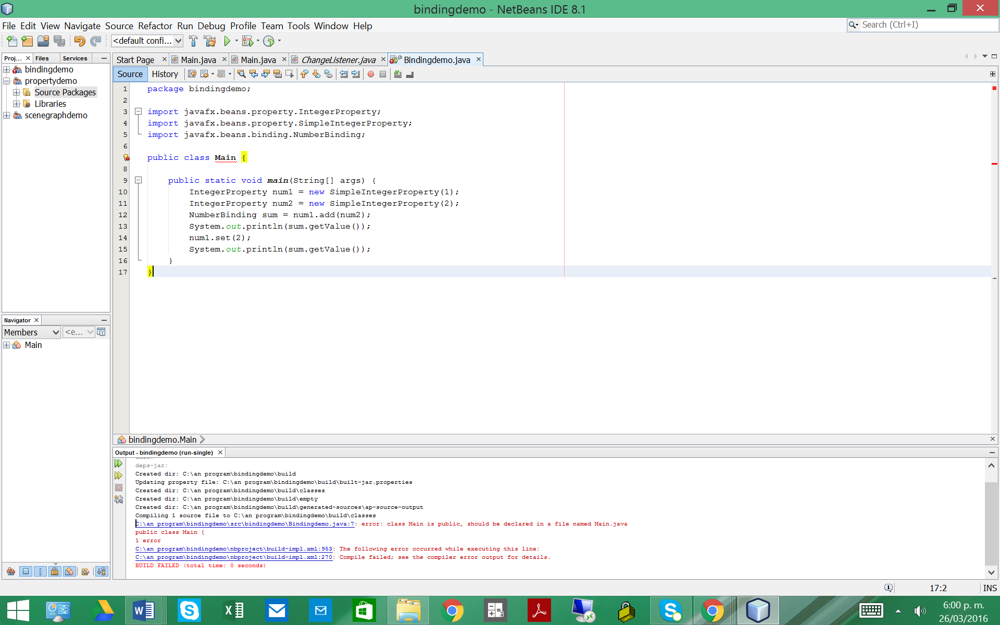 bindingdemo - NetBeans IDE 8.1
File Edit View Navigate Source Refactor Run Debug Profile Team Tools Window Help
Search (Ctrl+I)
<default confi...
Proj... Files Services
bindingdemo
propertydemo
Source Packages
Libraries
scenegraphdemo
Start Page Main.java Main.java ChangeListener.java Bindingdemo.java
Source History
1 package bindingdemo;
2
3 import javafx.beans.property.IntegerProperty;
4 import javafx.beans.property.SimpleIntegerProperty;
5 import javafx.beans.binding.NumberBinding;
6
public class Main {
8
9 public static void main(String[] args) {
10 IntegerProperty num1 = new SimpleIntegerProperty(1);
11 IntegerProperty num2 = new SimpleIntegerProperty(2);
12 NumberBinding sum = num1.add(num2);
13 System.out.println(sum.getValue());
14 num1.set(2);
15 System.out.println(sum.getValue());
16 }
17 }
Navigator
Members <e...
Main
bindingdemo.Main
Output - bindingdemo (run-single)
deps-jar:
Created dir: C:\an program\bindingdemo\build
Updating property file: C:\an program\bindingdemo\build\built-jar.properties
Created dir: C:\an program\bindingdemo\build\classes
Created dir: C:\an program\bindingdemo\build\empty
Created dir: C:\an program\bindingdemo\build\generated-sources\ap-source-output
Compiling 1 source file to C:\an program\bindingdemo\build\classes
C:\an program\bindingdemo\src\bindingdemo\Bindingdemo.java:7: error: class Main is public, should be declared in a file named Main.java
public class Main {
1 error
C:\an program\bindingdemo\nbproject\build-impl.xml:953: The following error occurred while executing this line:
C:\an program\bindingdemo\nbproject\build-impl.xml:270: Compile failed; see the compiler error output for details.
BUILD FAILED (total time: 0 seconds)
17:2 INS
6:00 p. m.
26/03/2016